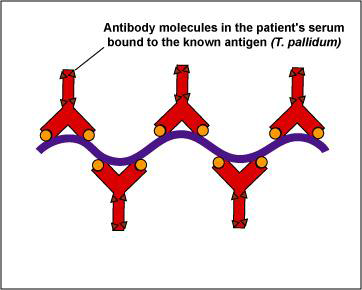 Antibody molecules in the patient's serum
bound to the known antigen (T. pallidum)